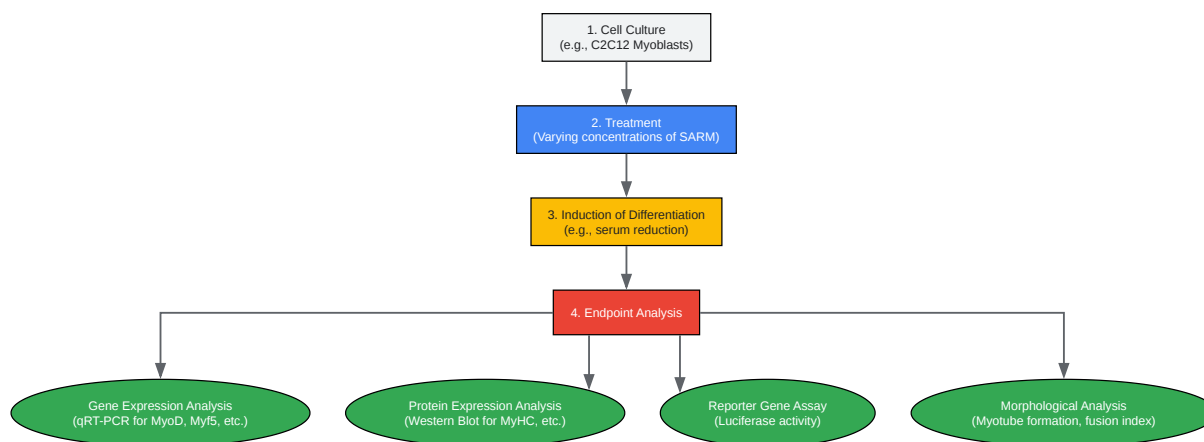 1. Cell Culture
(e.g., C2C12 Myoblasts)
2. Treatment
(Varying concentrations of SARM)
3. Induction of Differentiation
(e.g., serum reduction)
4. Endpoint Analysis
Gene Expression Analysis
(qRT-PCR for MyoD, Myf5, etc.)
Protein Expression Analysis
(Western Blot for MyHC, etc.)
Reporter Gene Assay
(Luciferase activity)
Morphological Analysis
(Myotube formation, fusion index)